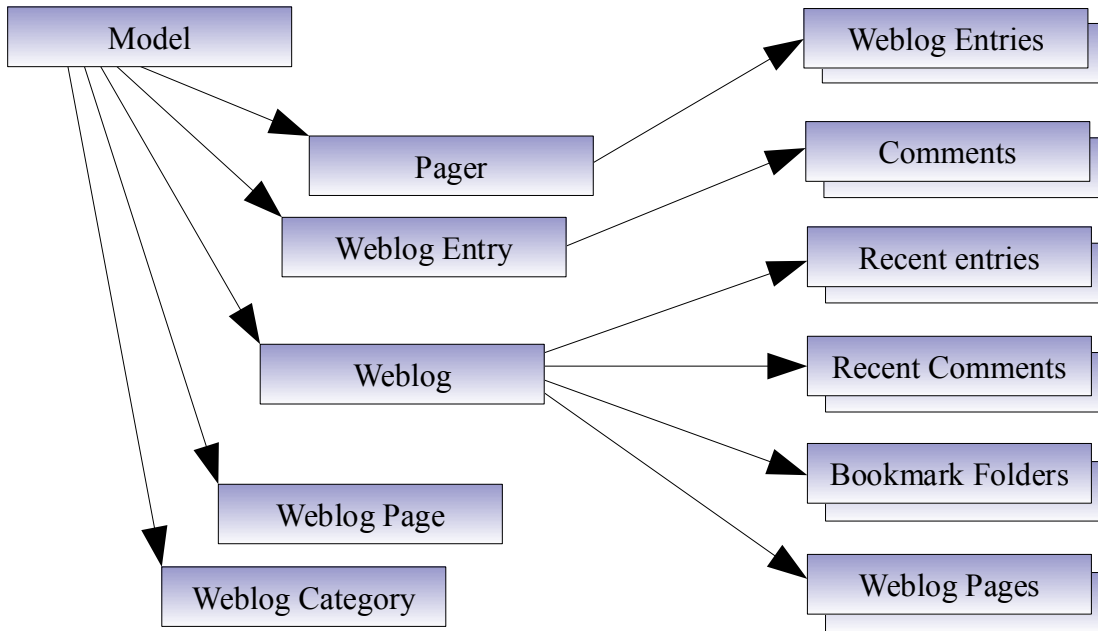 Model
Weblog Entries
Pager
Comments
Weblog Entry
Recent entries
Weblog
Recent Comments
Bookmark Folders
Weblog Page
Weblog Category
Weblog Pages